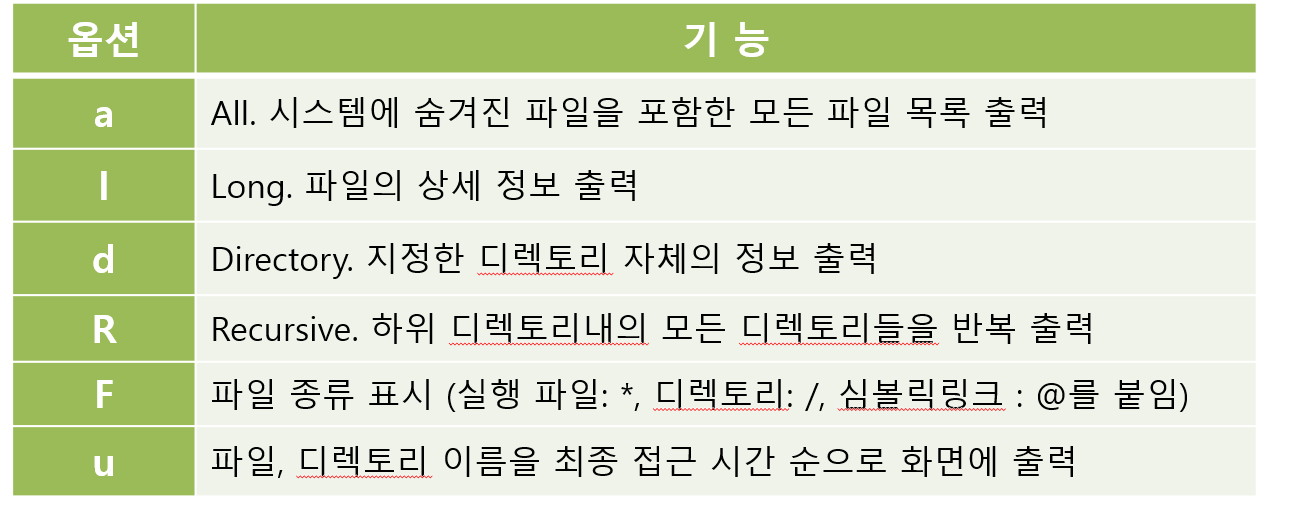 옵션 기 능
a All. 시스템에 숨겨진 파일을 포함한 모든 파일 목록 출력
l Long. 파일의 상세 정보 출력
d Directory. 지정한 디렉토리 자체의 정보 출력
R Recursive. 하위 디렉토리내의 모든 디렉토리들을 반복 출력
F 파일 종류 표시 (실행 파일: *, 디렉토리: /, 심볼릭링크 : @를 붙임)
u 파일, 디렉토리 이름을 최종 접근 시간 순으로 화면에 출력